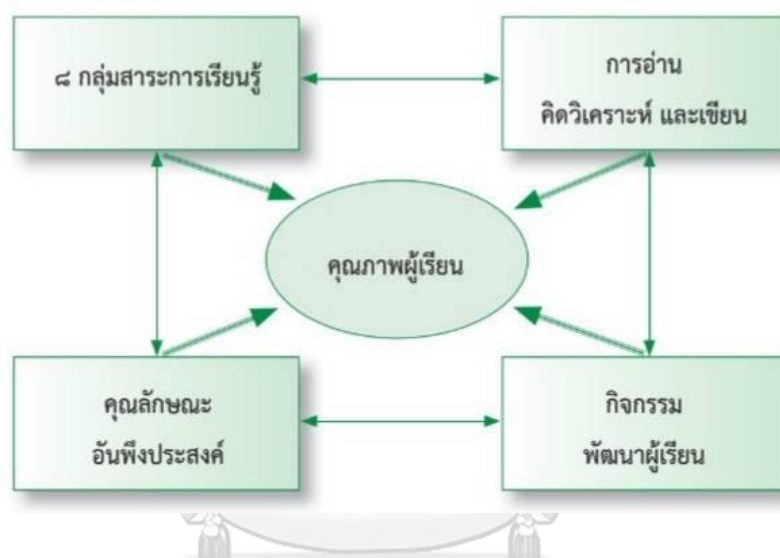 ๘ กลุ่มสาระการเรียนรู้
การอ่าน
คิดวิเคราะห์ และเขียน
คุณภาพผู้เรียน
คุณลักษณะ
อันพึงประสงค์
กิจกรรม
พัฒนาผู้เรียน